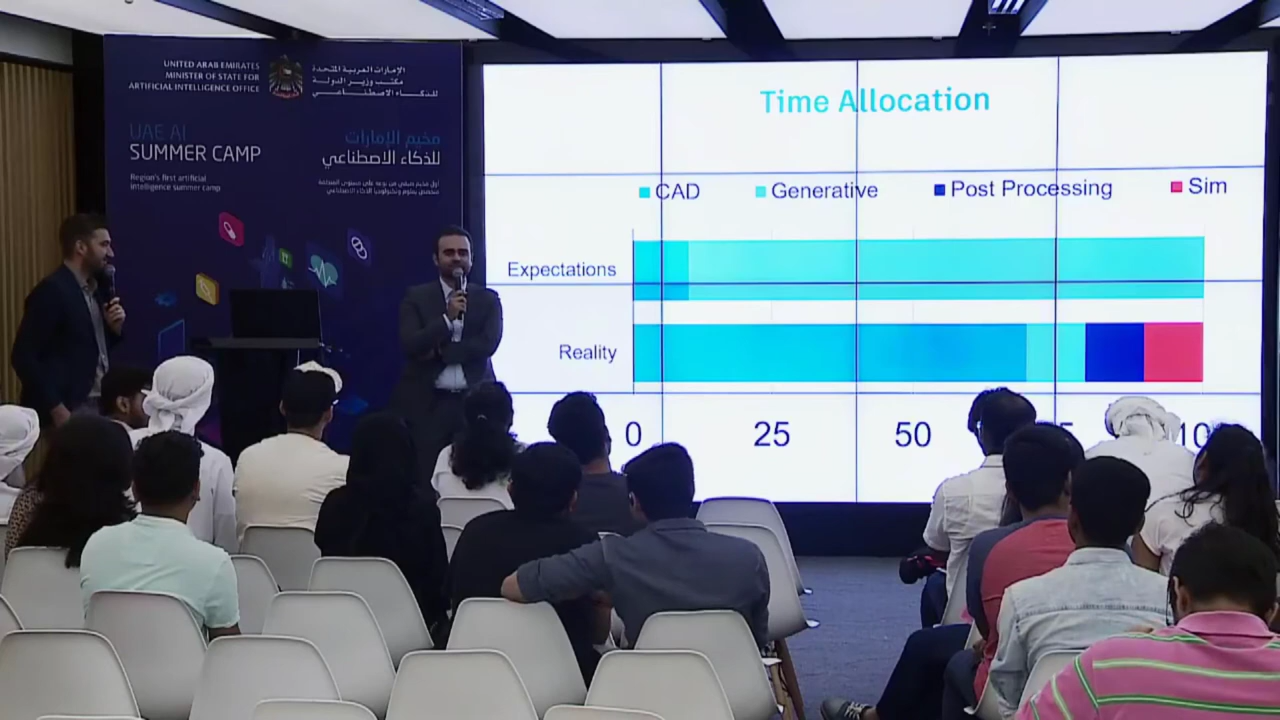 UNITED ARAB EMIRATES
MINISTER OF STATE FOR
ARTIFICIAL INTELLIGENCE OFFICE
الإمارات العربية المتحدة
مكتب وزير الدولة
للذكاء الاصطناعي
UAE AI
SUMMER CAMP
Region's first artificial
intelligence summer camp
مخيم الإمارات
للذكاء الاصطناعي
Time Allocation
CAD
Generative
Post Processing
Sim
Expectations
Reality
0
25
50